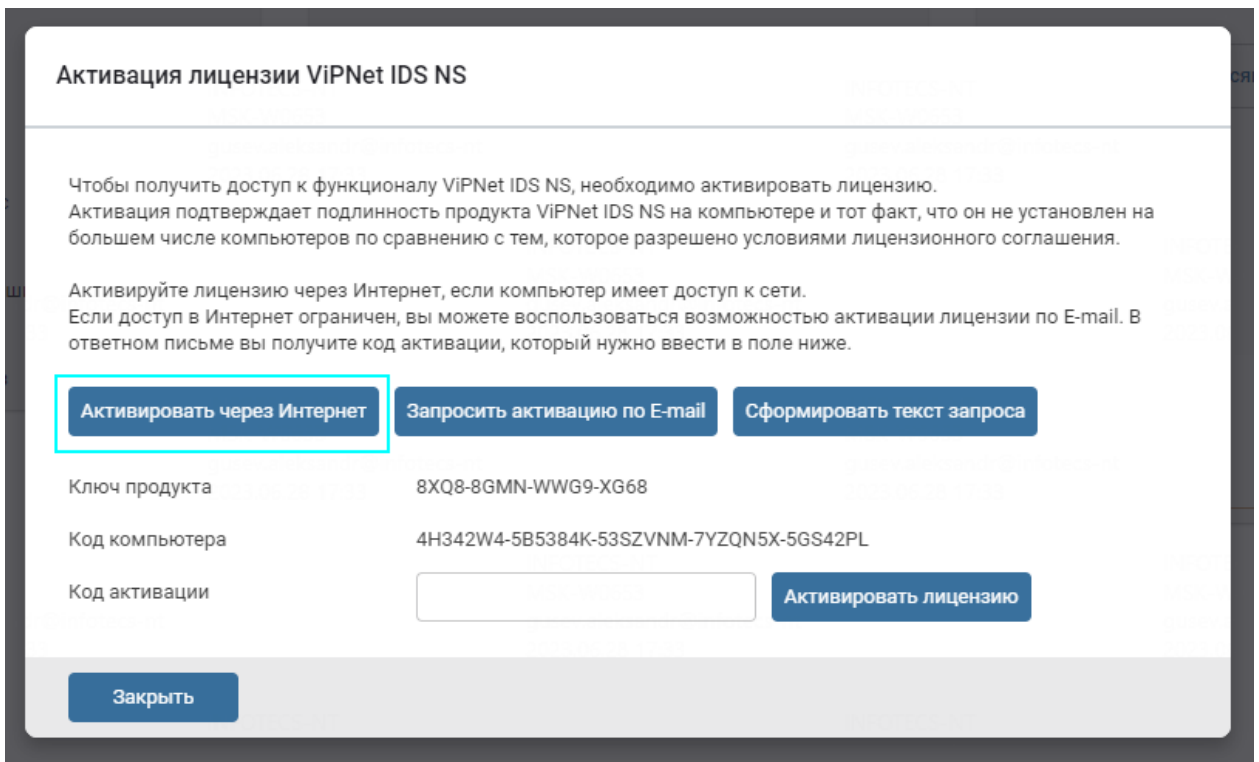 Активация лицензии ViPNet IDS NS
Чтобы получить доступ к функционалу ViPNet IDS NS, необходимо активировать лицензию.
Активация подтверждает подлинность продукта ViPNet IDS NS на компьютере и тот факт, что он не установлен на
большем числе компьютеров по сравнению с тем, которое разрешено условиями лицензионного соглашения.
Активируйте лицензию через Интернет, если компьютер имеет доступ к сети.
Если доступ в Интернет ограничен, вы можете воспользоваться возможностью активации лицензии по E-mail. В
ответном письме вы получите код активации, который нужно ввести в поле ниже.
Активировать через Интернет Запросить активацию по E-mail Сформировать текст запроса
Ключ продукта 8XQ8-8GMN-WWG9-XG68
Код компьютера 4H342W4-5B5384K-53SZVNM-7YZQN5X-5GS42PL
Код активации Активировать лицензию
Закрыть